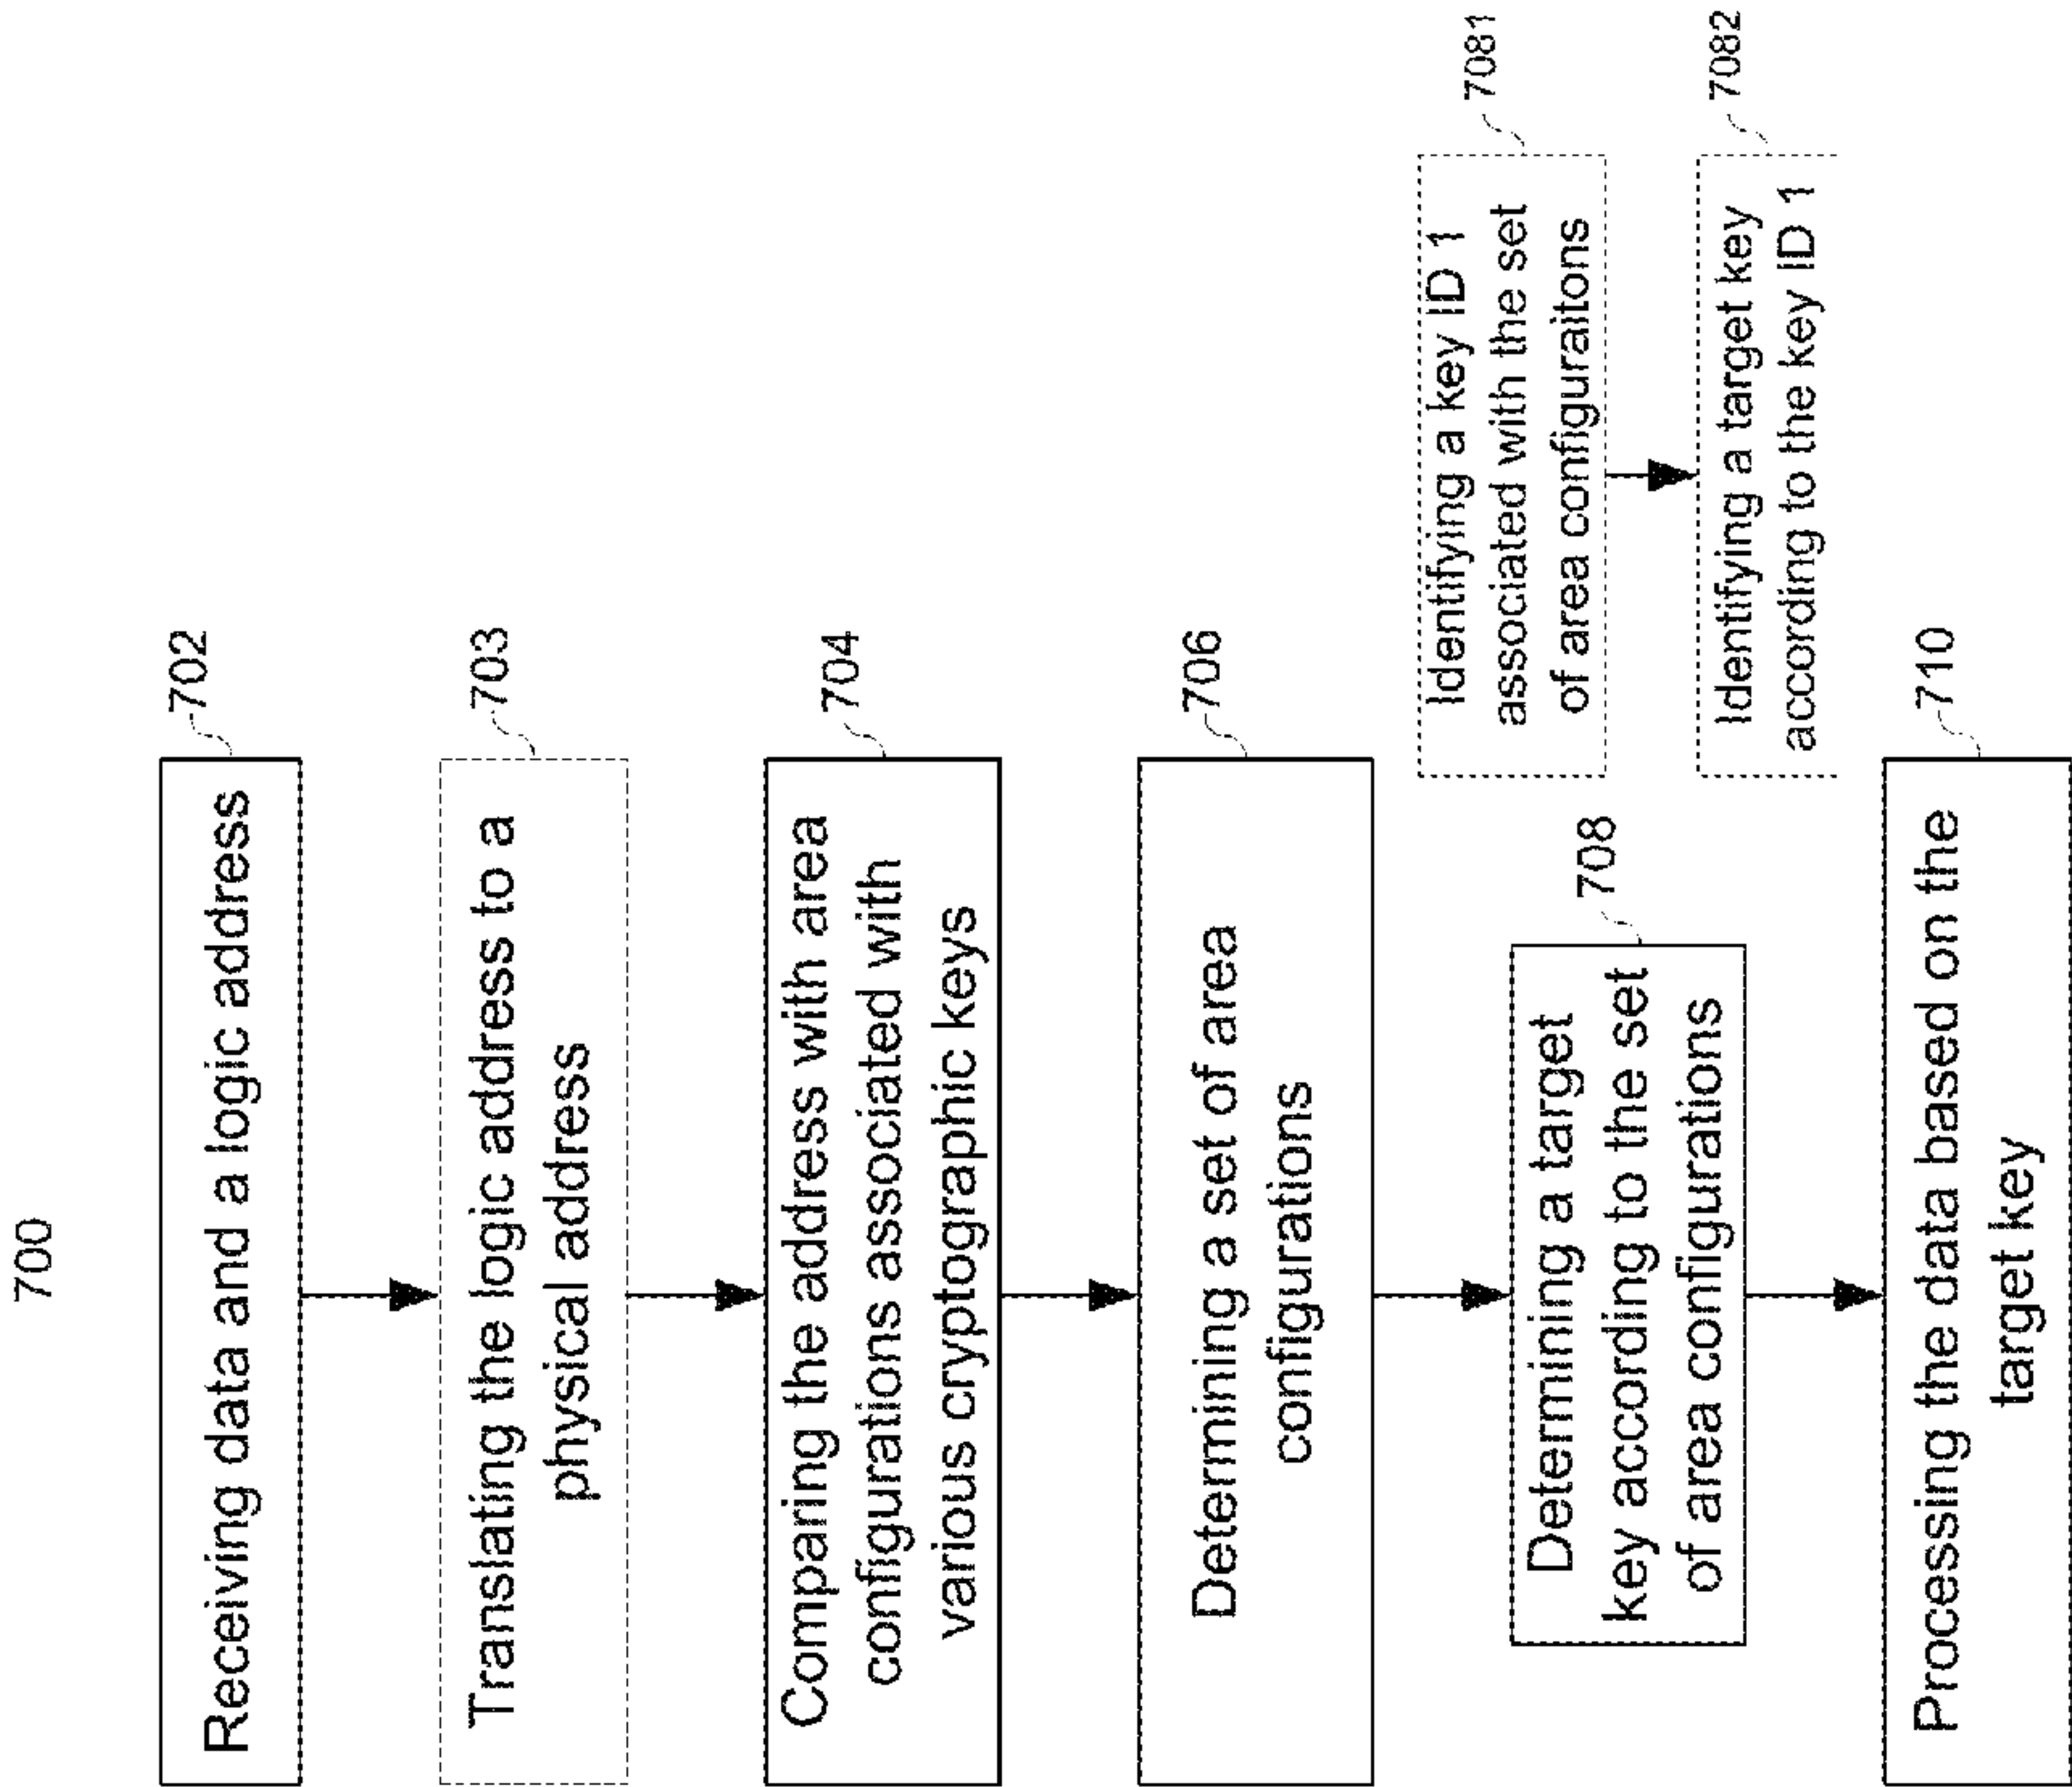 700
Receiving data and a logic address
702
Translating the logic address to a
physical address
703
Comparing the address with area
configurations associated with
various cryptographic keys
704
Determining a set of area
configurations
706
Determining a target
key according to the set
of area configurations
708
Identifying a key ID 1
associated with the set
of area configuraitons
7081
Identifying a target key
according to the key ID 1
7082
Processing the data based on the
target key
710